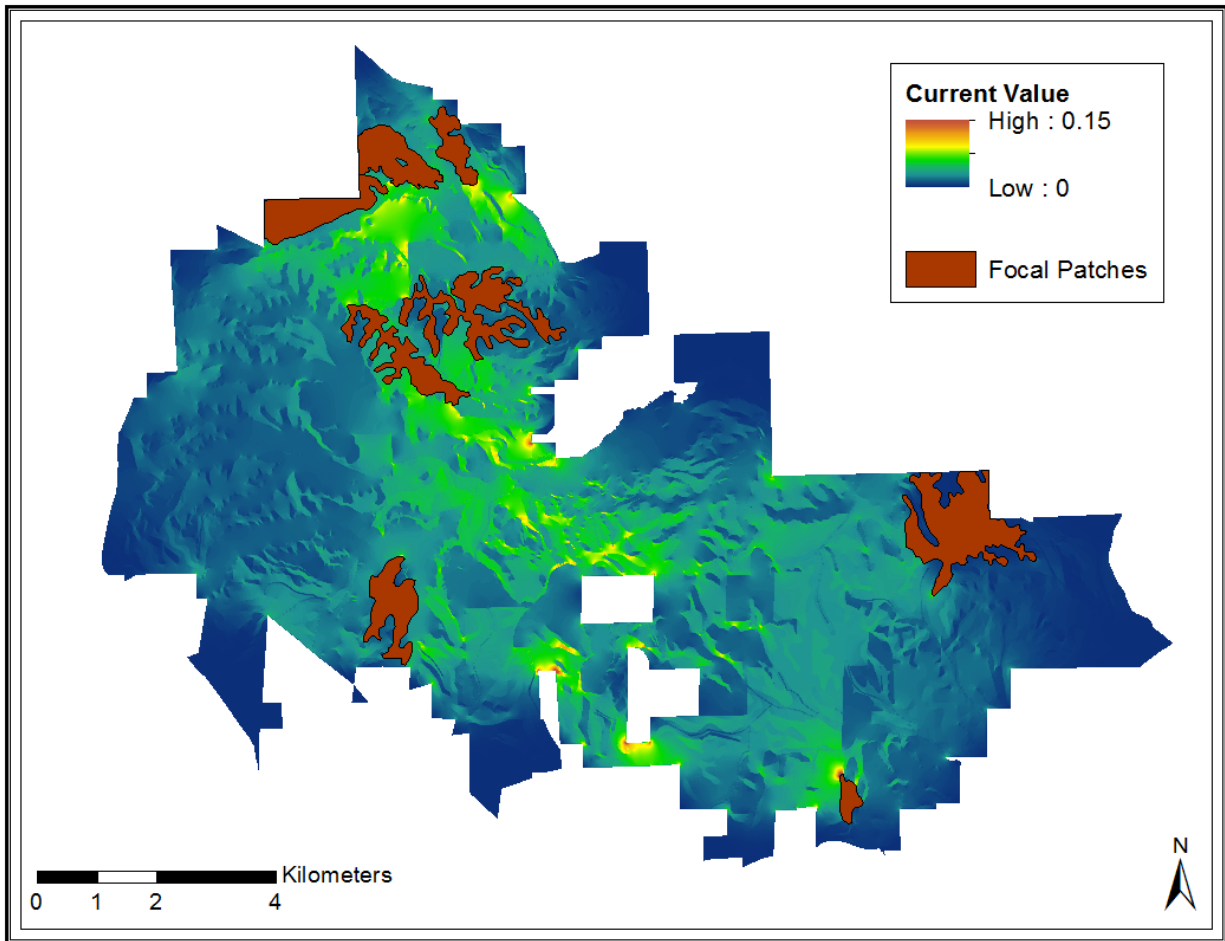 Current Value
High : 0.15
Low : 0
Focal Patches
N
Kilometers
0 1 2 4